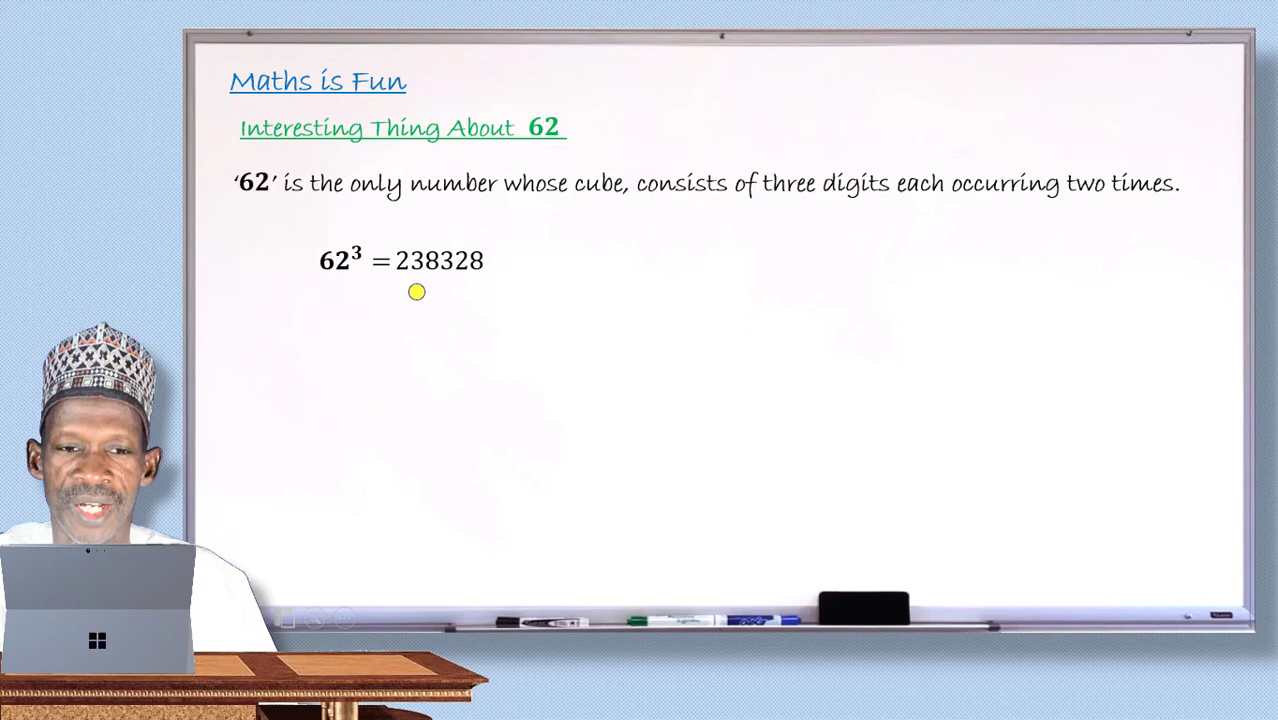 Maths is Fun
Interesting Thing About 62
‘62’ is the only number whose cube, consists of three digits each occurring two times.
62³ = 238328